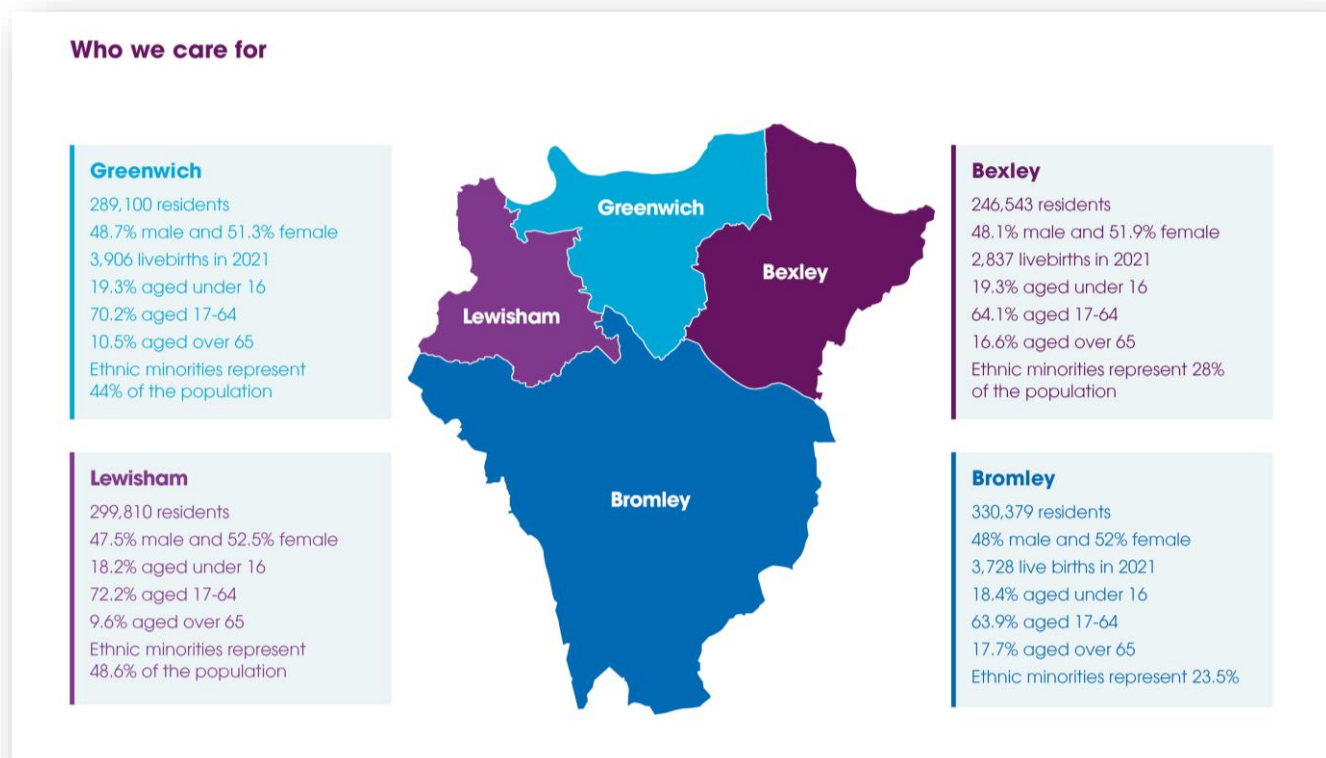 Who we care for
Greenwich
289,100 residents
48.7% male and 51.3% female
3,906 livebirths in 2021
19.3% aged under 16
70.2% aged 17-64
10.5% aged over 65
Ethnic minorities represent
44% of the population
Lewisham
299,810 residents
47.5% male and 52.5% female
18.2% aged under 16
72.2% aged 17-64
9.6% aged over 65
Ethnic minorities represent
48.6% of the population
Greenwich
Bexley
Lewisham
Bromley
Bexley
246,543 residents
48.1% male and 51.9% female
2,837 livebirths in 2021
19.3% aged under 16
64.1% aged 17-64
16.6% aged over 65
Ethnic minorities represent 28%
of the population
Bromley
330,379 residents
48% male and 52% female
3,728 live births in 2021
18.4% aged under 16
63.9% aged 17-64
17.7% aged over 65
Ethnic minorities represent 23.5%